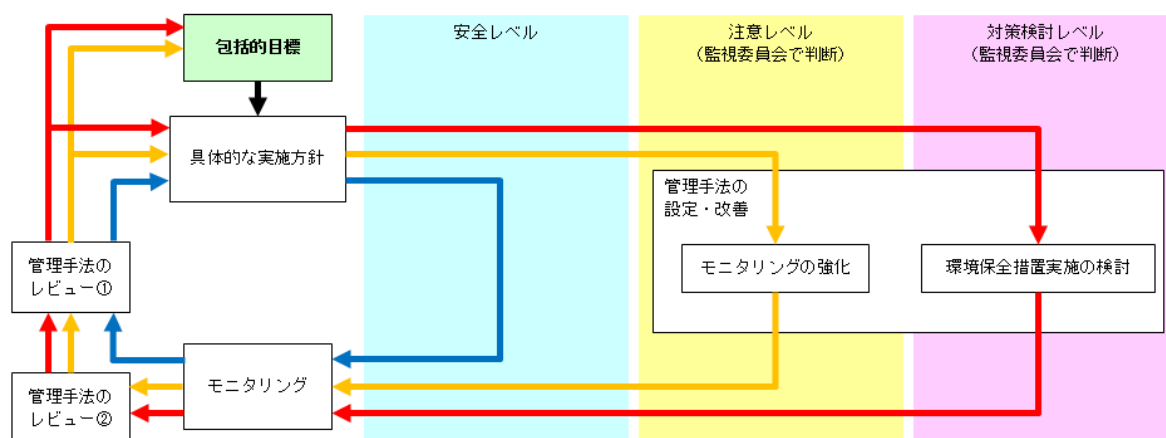 安全レベル
注意レベル
(監視委員会で判断)
対策検討レベル
(監視委員会で判断)
包括的目標
具体的な実施方針
管理手法の
設定・改善
モニタリングの強化
環境保全措置実施の検討
管理手法の
レビュー①
モニタリング
管理手法の
レビュー②